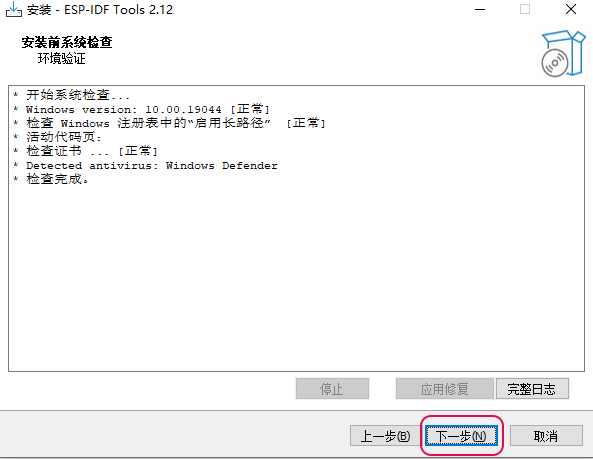 安装 - ESP-IDF Tools 2.12
安装前系统检查
环境验证
* 开始系统检查...
* Windows version: 10.00.19044 [正常]
* 检查 Windows 注册表中的“启用长路径” [正常]
* 活动代码页:
* 检查证书 ... [正常]
* Detected antivirus: Windows Defender
* 检查完成。
停止 应用修复 完整日志
上一步(B) 下一步(N) 取消